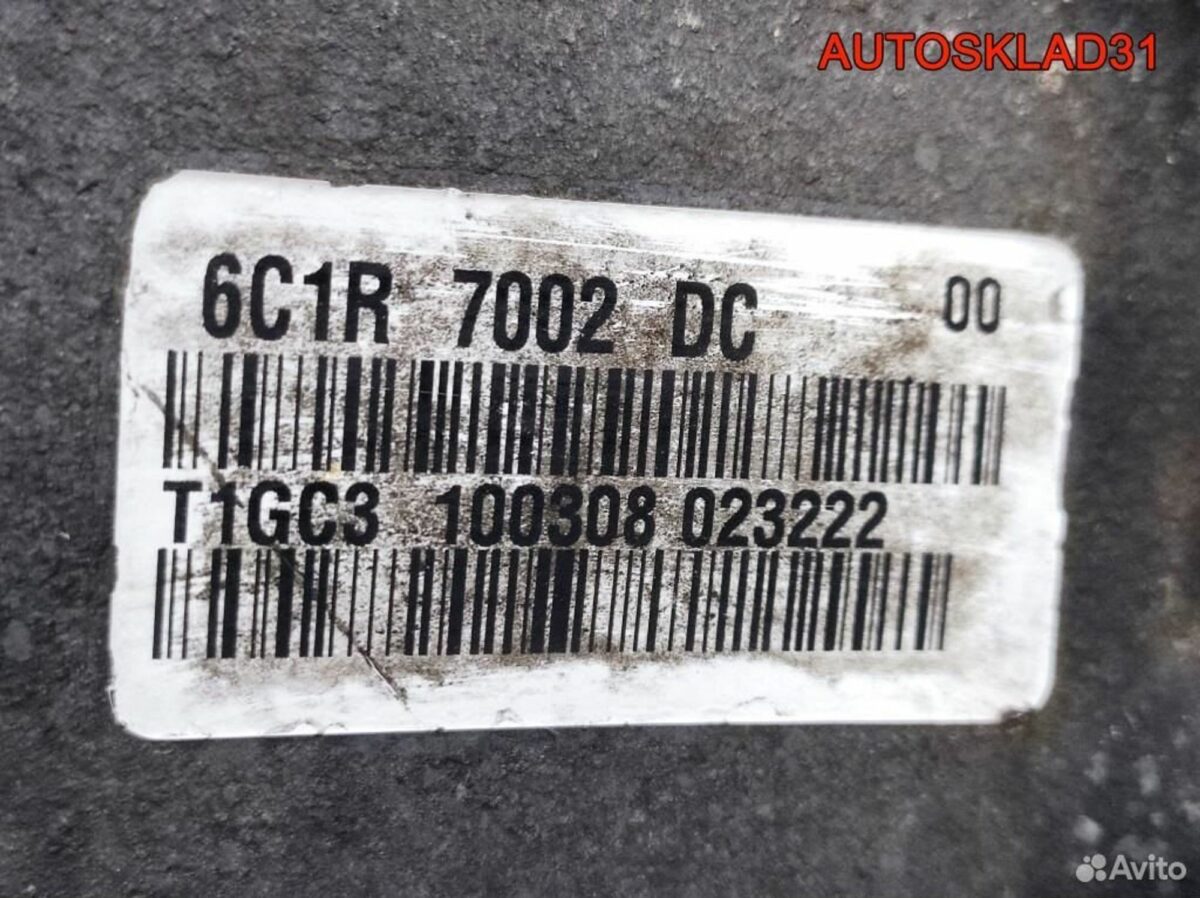 AUTOSKLAD31
6C1R 7002 DC 00
T1GC3 100308 023222
Avito